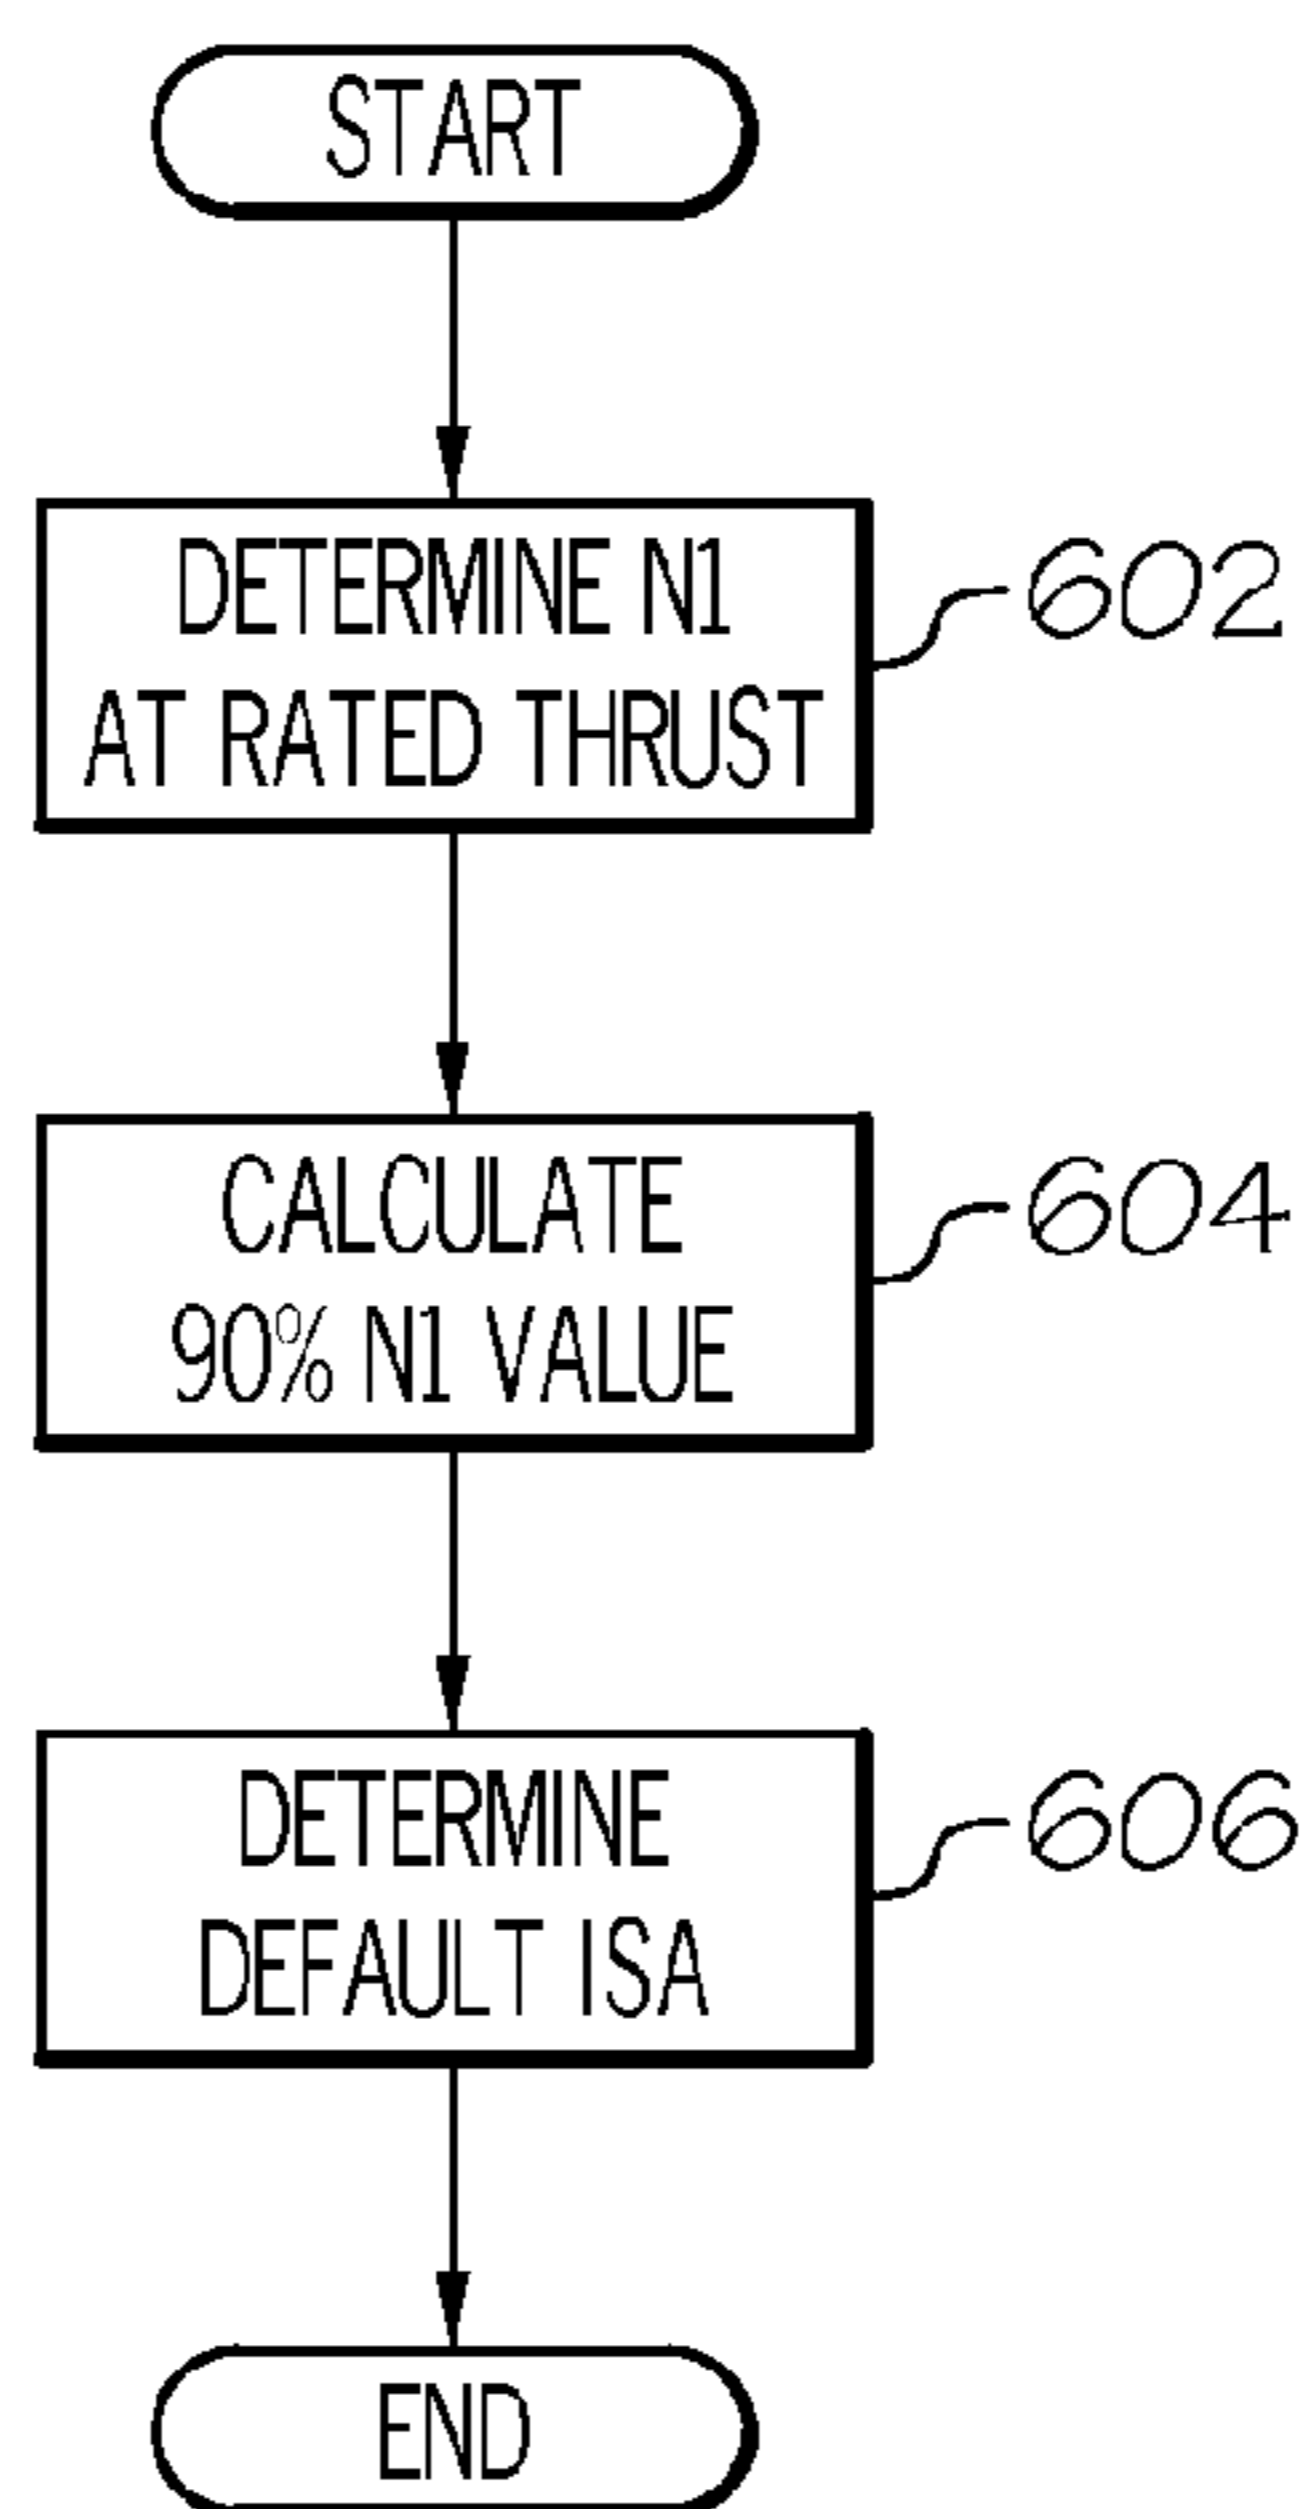 START
DETERMINE N1
AT RATED THRUST
602
CALCULATE
90% N1 VALUE
604
DETERMINE
DEFAULT ISA
606
END